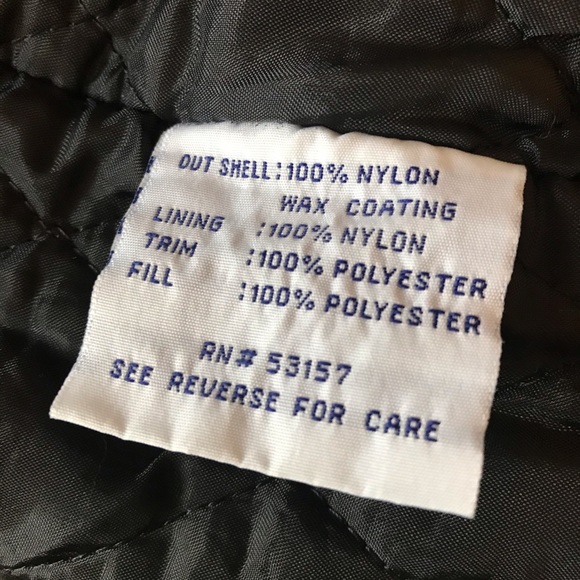 OUT SHELL:100% NYLON
WAX COATING
LINING :100% NYLON
TRIM :100% POLYESTER
FILL :100% POLYESTER
RN# 53157
SEE REVERSE FOR CARE